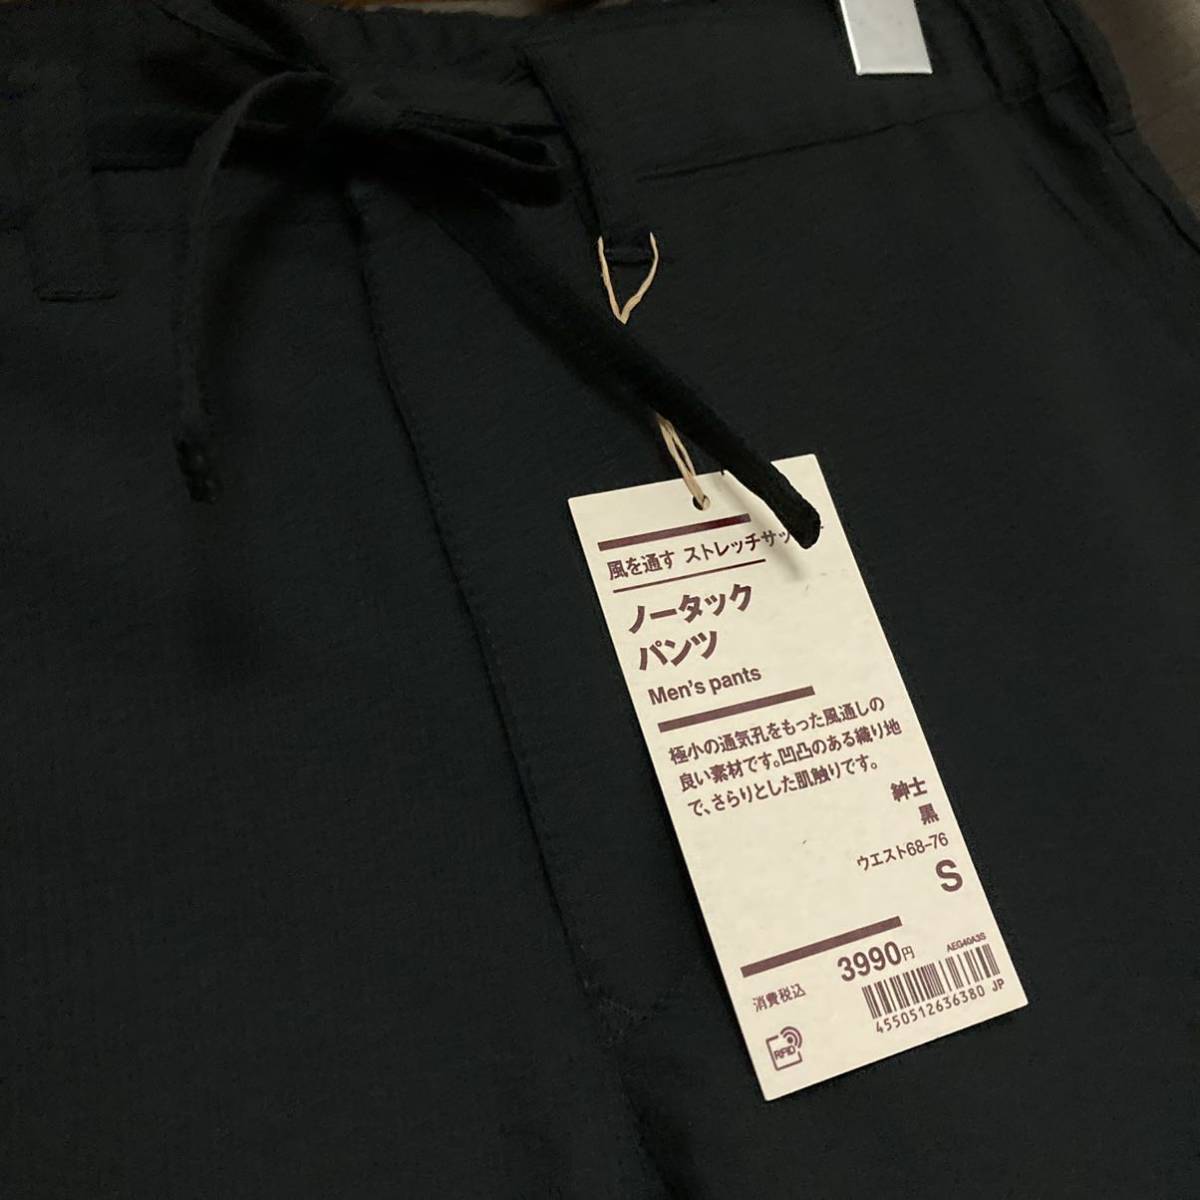 風を通す ストレッチサッカー
ノータック
パンツ
Men's pants
極小の通気孔をもった風通しの
良い素材です。凹凸のある織り地
で、さらりとした肌触りです。
紳士
黒
ウエスト68-76
S
3990円
消費税込
AEG40A3S
4550512636380 JP
RFID